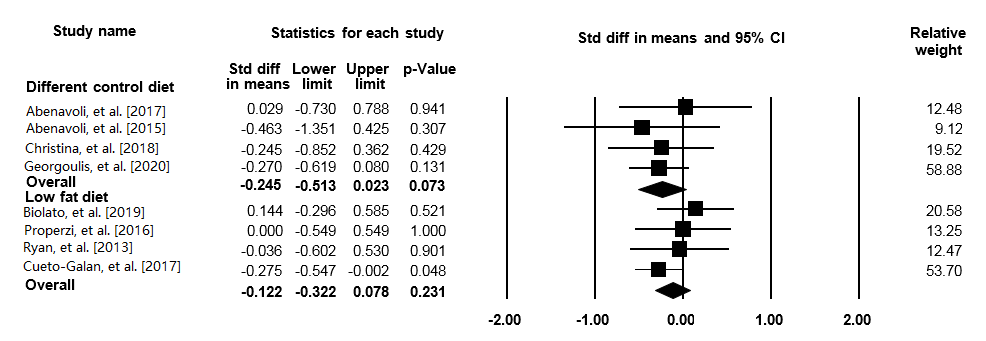 Study name Statistics for each study Std diff in means and 95% CI Relative weight
Std diff in means Lower limit Upper limit p-Value
Different control diet
Abenavoli, et al. [2017] 0.029 -0.730 0.788 0.941 12.48
Abenavoli, et al. [2015] -0.463 -1.351 0.425 0.307 9.12
Christina, et al. [2018] -0.245 -0.852 0.362 0.429 19.52
Georgoulis, et al. [2020] -0.270 -0.619 0.080 0.131 58.88
Overall -0.245 -0.513 0.023 0.073
Low fat diet
Biolato, et al. [2019] 0.144 -0.296 0.585 0.521 20.58
Properzi, et al. [2016] 0.000 -0.549 0.549 1.000 13.25
Ryan, et al. [2013] -0.036 -0.602 0.530 0.901 12.47
Cueto-Galan, et al. [2017] -0.275 -0.547 -0.002 0.048 53.70
Overall -0.122 -0.322 0.078 0.231
-2.00 -1.00 0.00 1.00 2.00